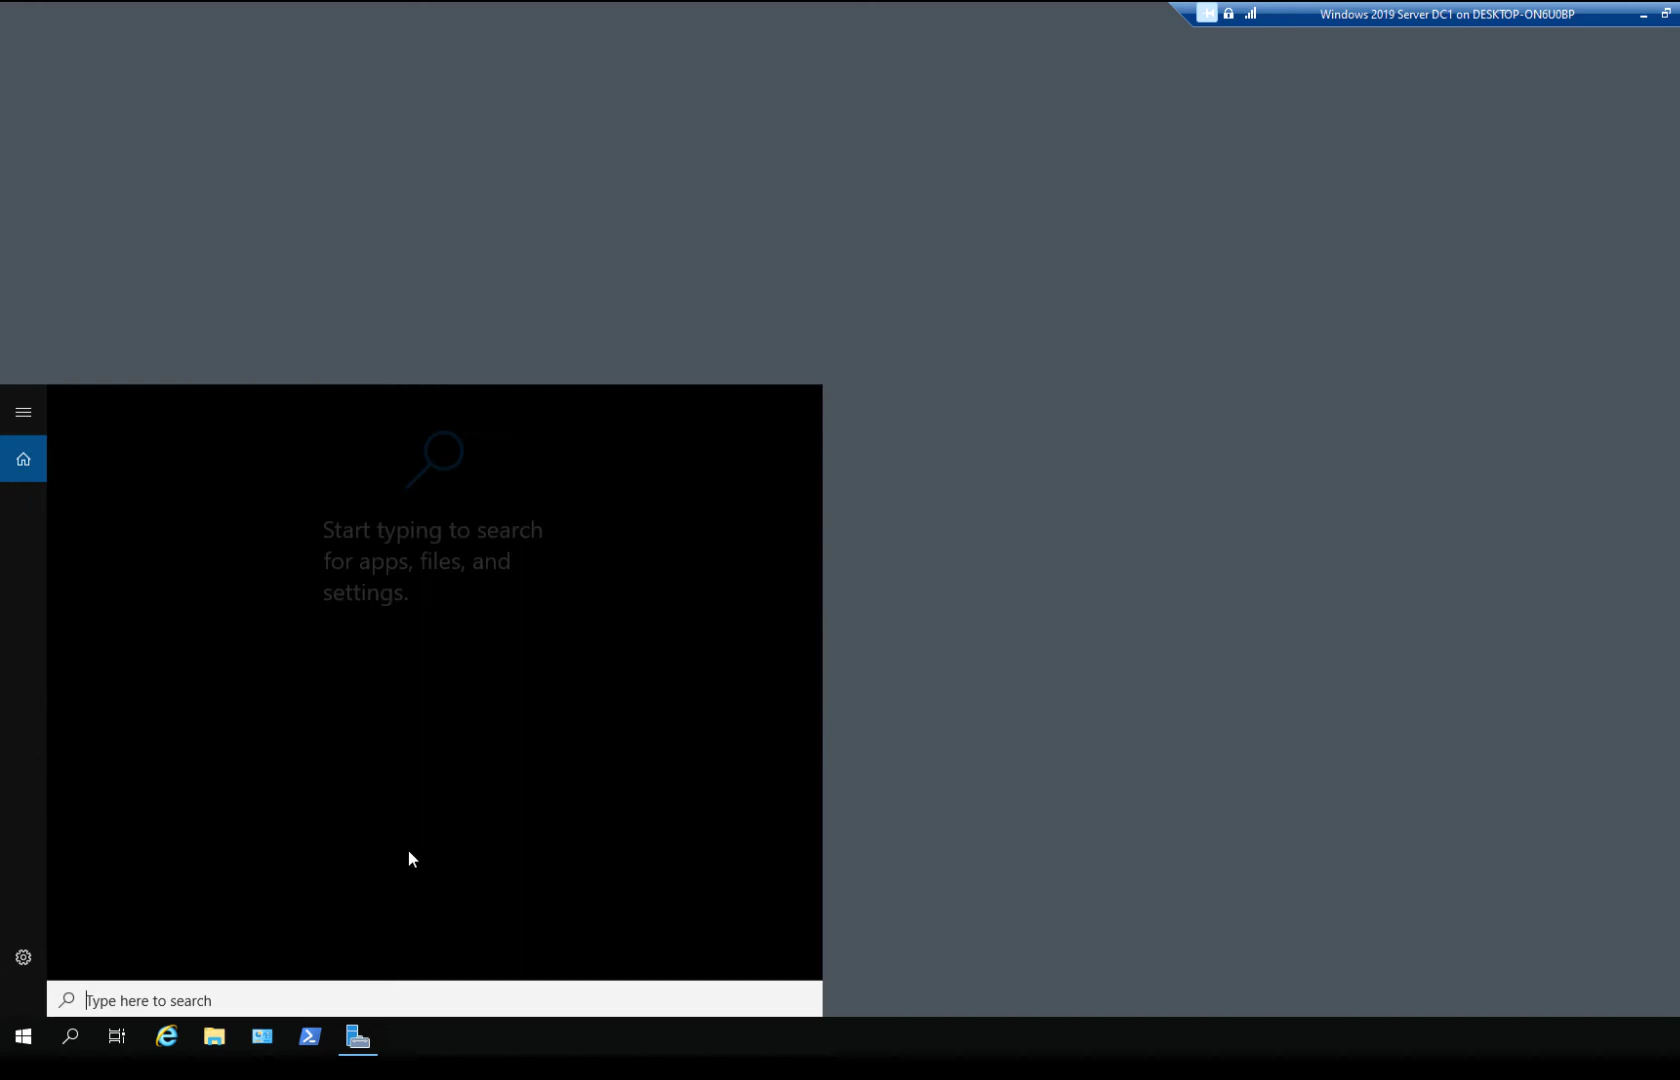 Windows 2019 Server DC1 on DESKTOP-ON6U0BP
Start typing to search
for apps, files, and
settings.
Type here to search